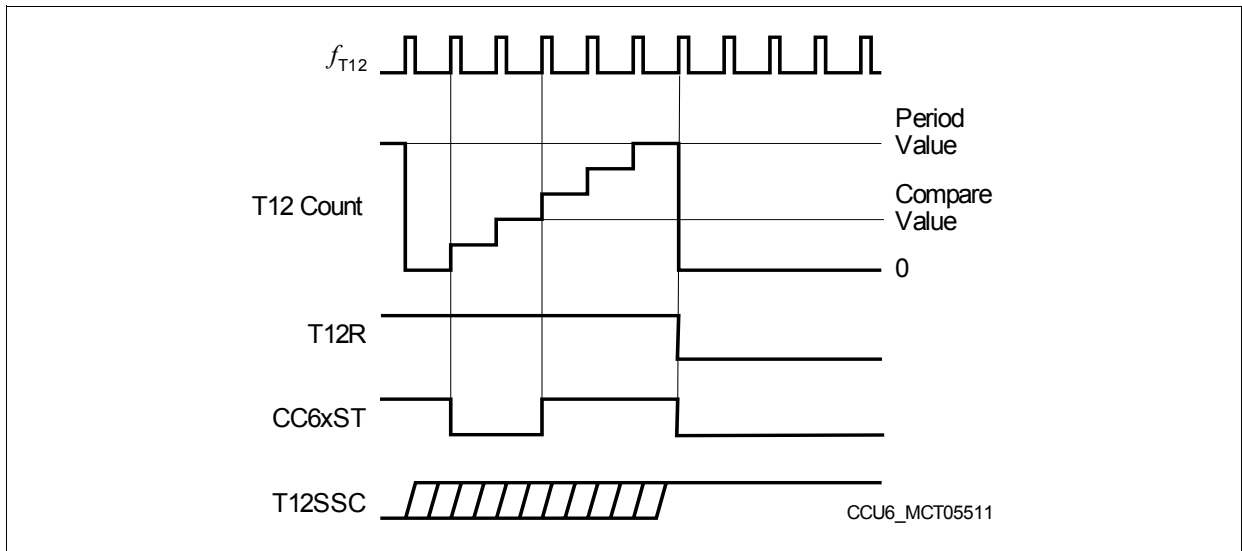 fT12
Period
Value
T12 Count
Compare
Value
0
T12R
CC6xST
T12SSC
CCU6_MCT05511